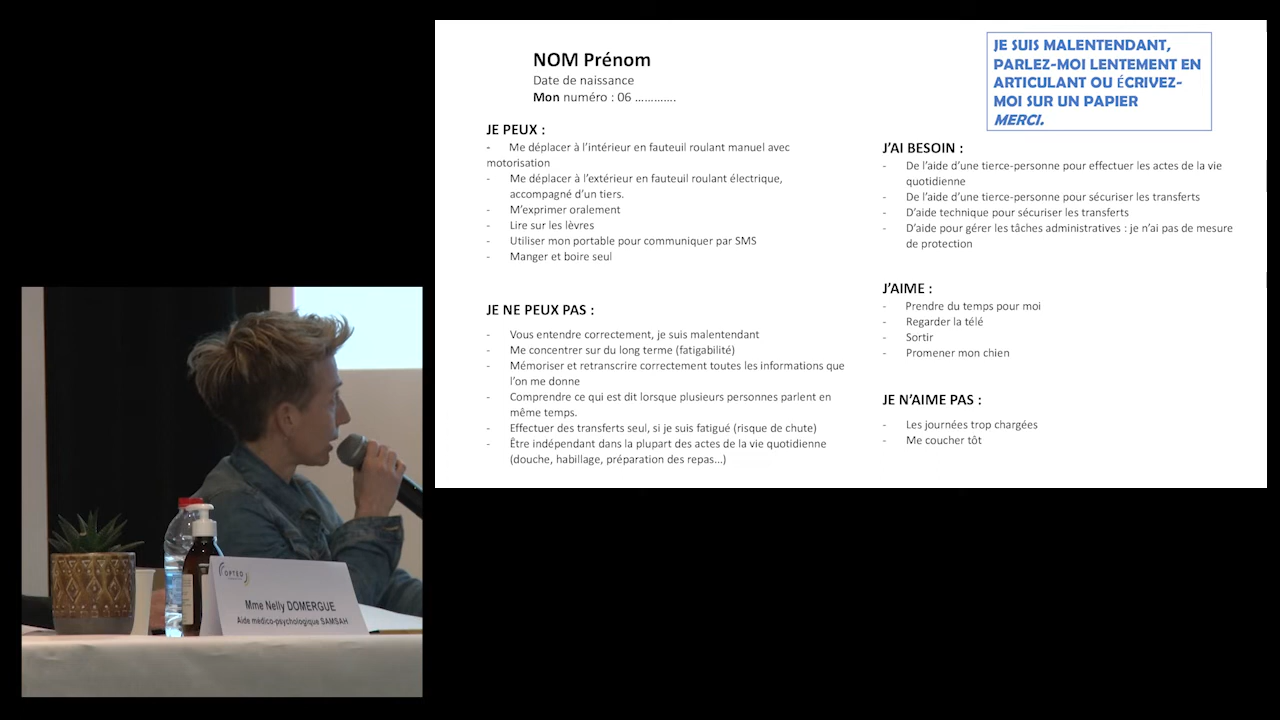 NOM Prénom
Date de naissance
Mon numéro : 06 ………….
JE SUIS MALENTENDANT,
PARLEZ-MOI LENTEMENT EN
ARTICULANT OU ÉCRIVEZ-
MOI SUR UN PAPIER
MERCI.
JE PEUX :
- Me déplacer à l’intérieur en fauteuil roulant manuel avec
motorisation
- Me déplacer à l’extérieur en fauteuil roulant électrique,
accompagné d’un tiers.
- M’exprimer oralement
- Lire sur les lèvres
- Utiliser mon portable pour communiquer par SMS
- Manger et boire seul
JE NE PEUX PAS :
- Vous entendre correctement, je suis malentendant
- Me concentrer sur du long terme (fatigabilité)
- Mémoriser et retranscrire correctement toutes les informations que
l’on me donne
- Comprendre ce qui est dit lorsque plusieurs personnes parlent en
même temps.
- Effectuer des transferts seul, si je suis fatigué (risque de chute)
- Être indépendant dans la plupart des actes de la vie quotidienne
(douche, habillage, préparation des repas...)
J’AI BESOIN :
- De l’aide d’une tierce-personne pour effectuer les actes de la vie
quotidienne
- De l’aide d’une tierce-personne pour sécuriser les transferts
- D’aide technique pour sécuriser les transferts
- D’aide pour gérer les tâches administratives : je n’ai pas de mesure
de protection
J’AIME :
- Prendre du temps pour moi
- Regarder la télé
- Sortir
- Promener mon chien
JE N’AIME PAS :
- Les journées trop chargées
- Me coucher tôt
OPTEO
Mme Nelly DOMERGUE
Aide médico-psychologique SAMSAH